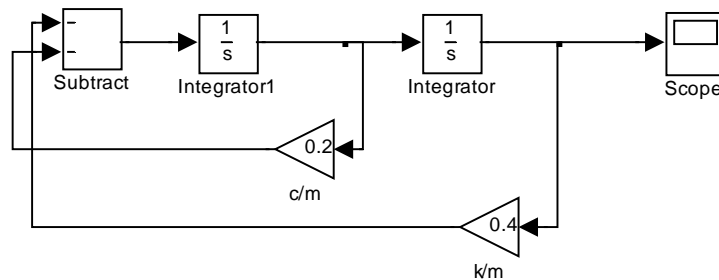 −
−
Subtract
1
s
Integrator1
1
s
Integrator
Scope
0.2
c/m
0.4
k/m